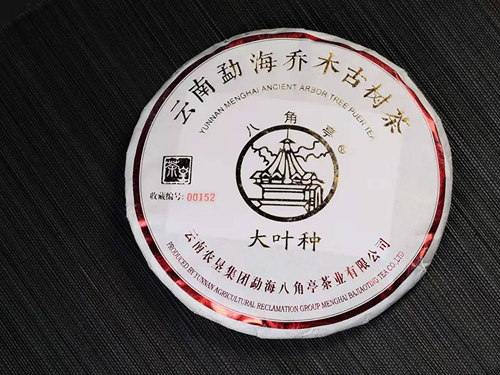 云南勐海乔木古树茶
YUNNAN MENGHAI ANCIENT ARBOR TREE PUER TEA
八角亭®
收藏编号:00152
大叶种
云南农垦集团勐海八角亭茶业有限公司
PRODUCED BY:YUNNAN AGRICULTURAL RECLAMATION GROUP MENGHAI BAJIAOTING TEA CO.,LTD